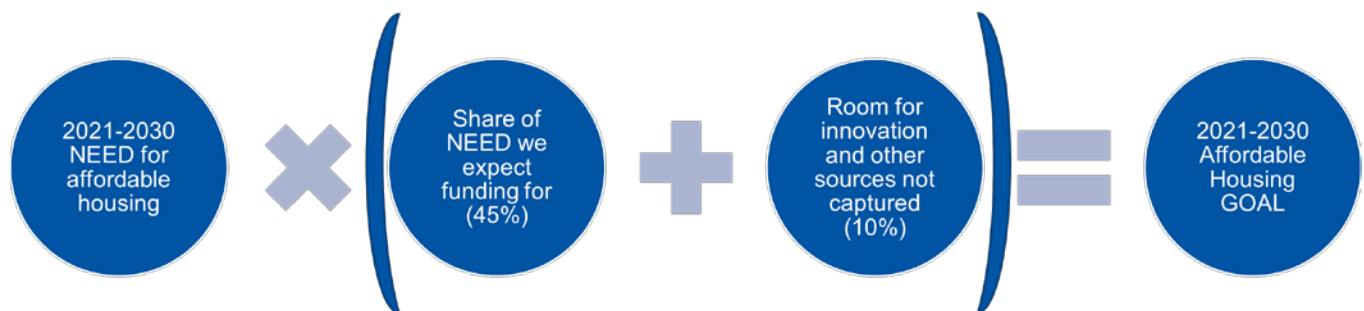 2021-2030
NEED for
affordable
housing
Share of
NEED we
expect
funding for
(45%)
Room for
innovation
and other
sources not
captured
(10%)
2021-2030
Affordable
Housing
GOAL